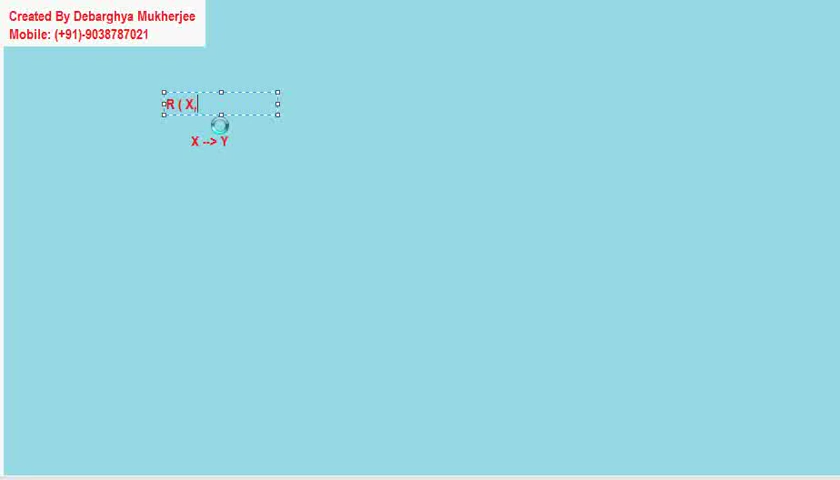 Created By Debarghya Mukherjee
Mobile: (+91)-9038787021
R ( X,
X --> Y